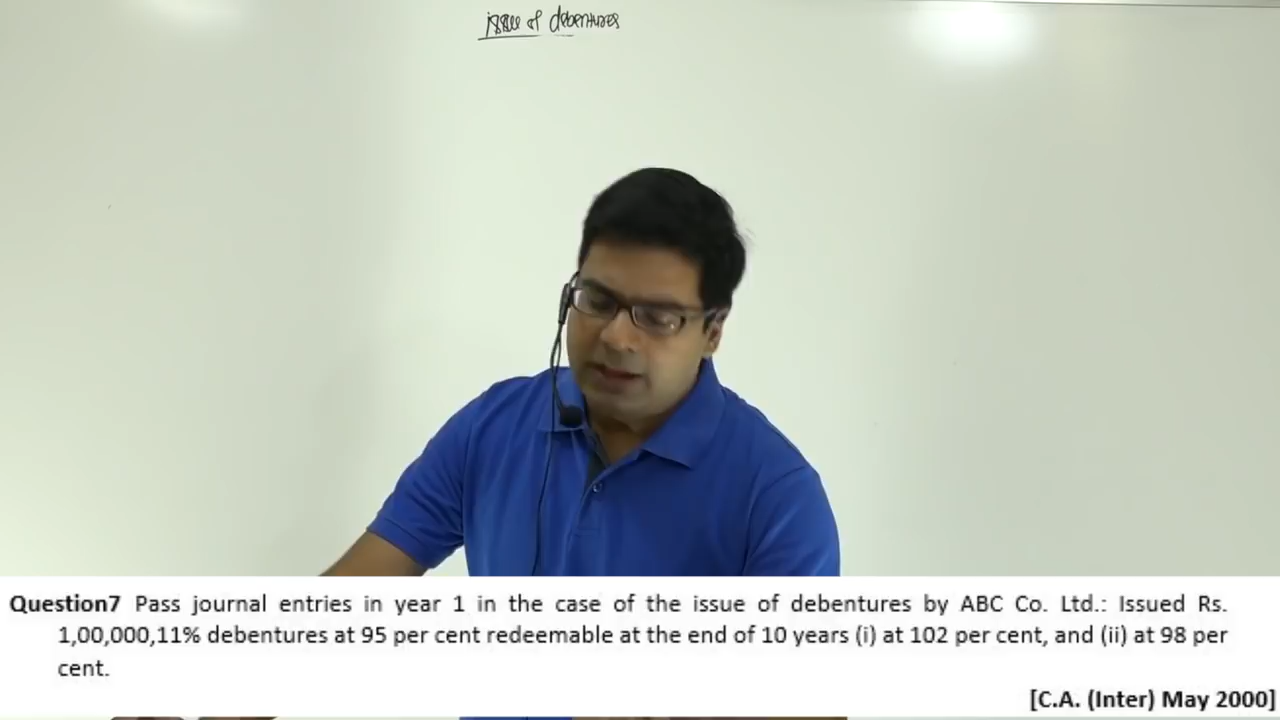 issue of debentures
Question7 Pass journal entries in year 1 in the case of the issue of debentures by ABC Co. Ltd.: Issued Rs.
1,00,000,11% debentures at 95 per cent redeemable at the end of 10 years (i) at 102 per cent, and (ii) at 98 per
cent.
[C.A. (Inter) May 2000]